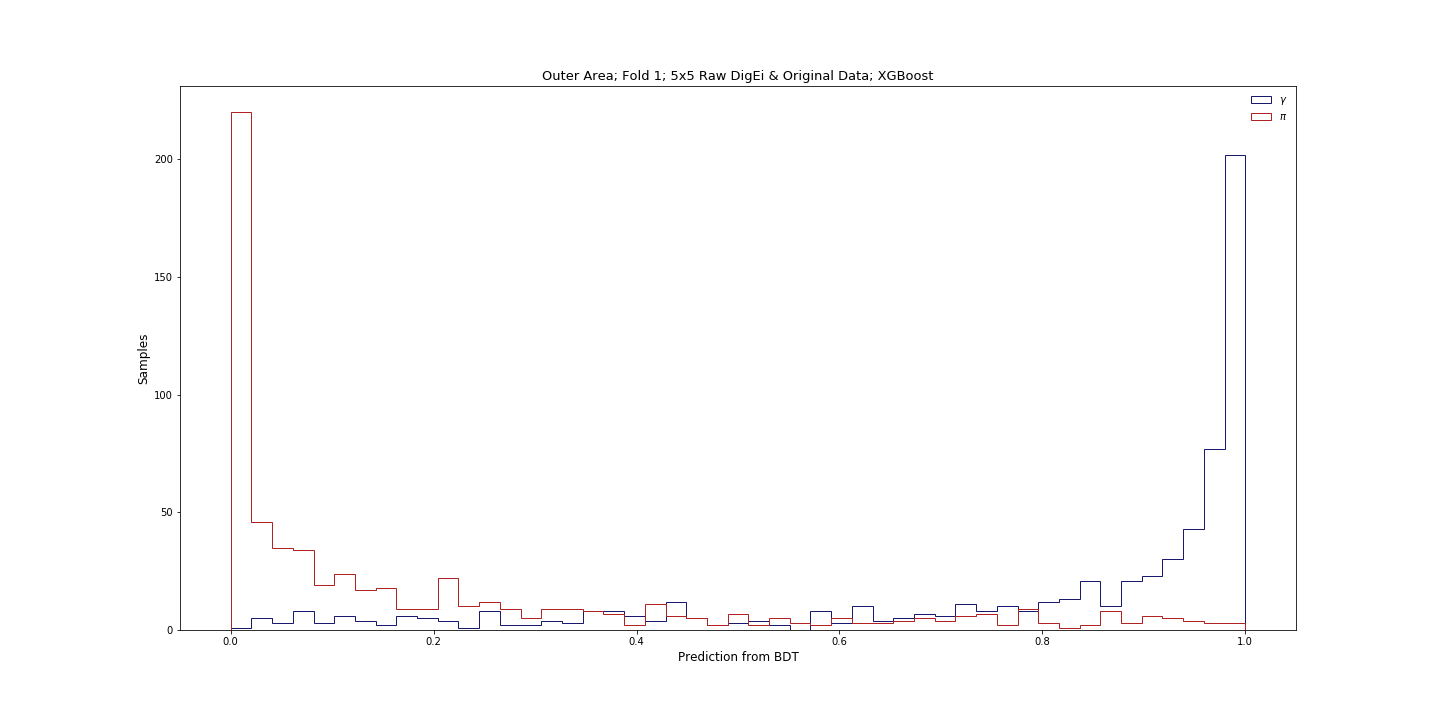 Outer Area; Fold 1; 5x5 Raw DigEi & Original Data; XGBoost
γ
π
200
150
100
50
0
Samples
0.0 0.2 0.4 0.6 0.8 1.0
Prediction from BDT